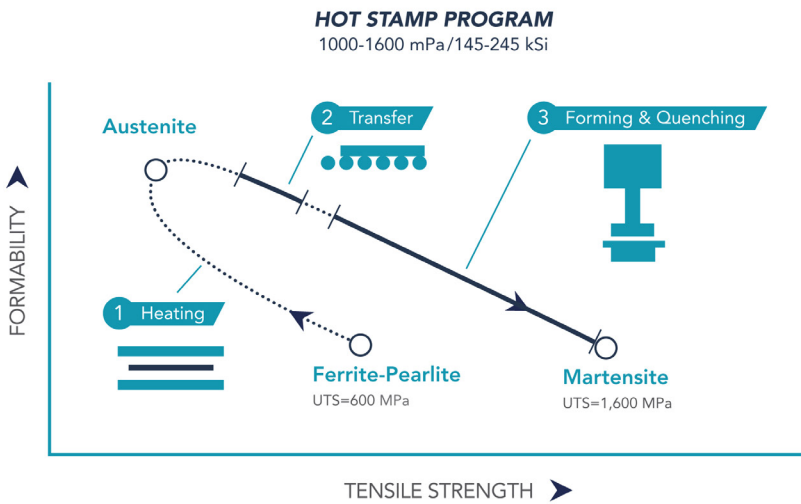 HOT STAMP PROGRAM
1000-1600 mPa/145-245 kSi
Austenite
2 Transfer
3 Forming & Quenching
FORMABILITY
1 Heating
Ferrite-Pearlite
UTS=600 MPa
Martensite
UTS=1,600 MPa
TENSILE STRENGTH